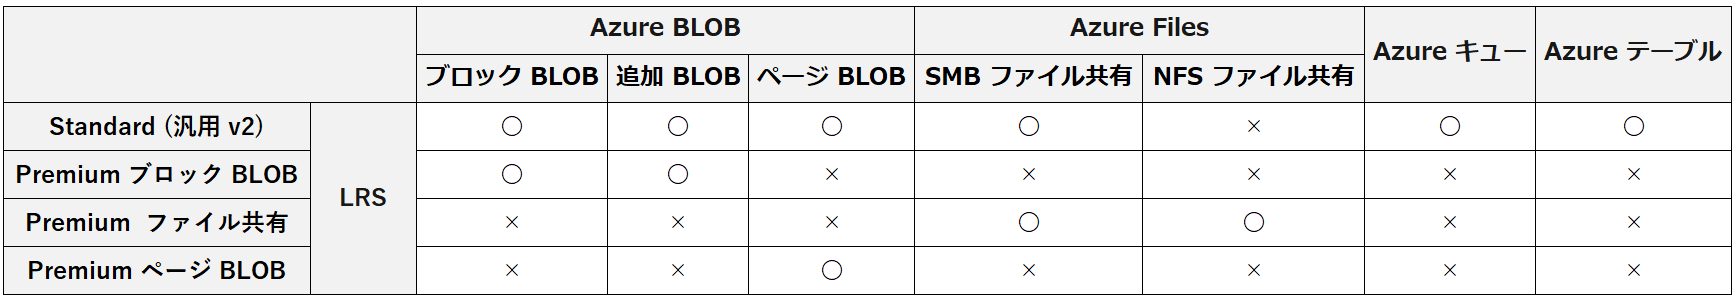 Azure BLOB Azure Files Azure キュー Azure テーブル
ブロック BLOB 追加 BLOB ページ BLOB SMB ファイル共有 NFS ファイル共有
Standard (汎用 v2) LRS ○ ○ ○ ○ × ○ ○
Premium ブロック BLOB ○ ○ × × × × ×
Premium ファイル共有 × × × ○ ○ × ×
Premium ページ BLOB × × ○ × × × ×